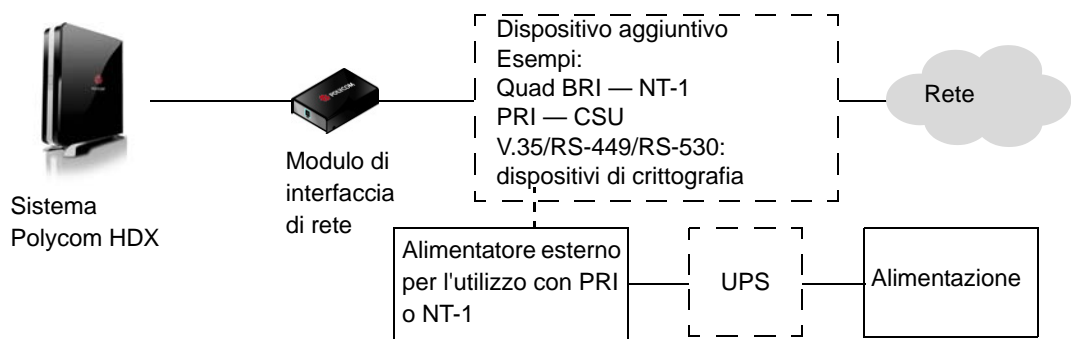 Dispositivo aggiuntivo
Esempi:
Quad BRI — NT-1
PRI — CSU
V.35/RS-449/RS-530:
dispositivi di crittografia
Rete
POLYCOM
Modulo di
interfaccia
di rete
Sistema
Polycom HDX
Alimentatore esterno
per l'utilizzo con PRI
o NT-1
UPS
Alimentazione